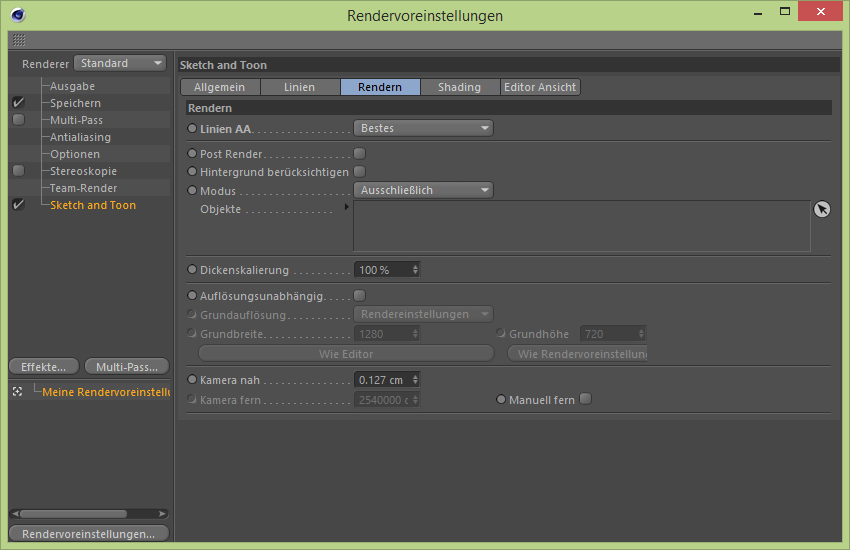 Rendervoreinstellungen
Renderer Standard
Ausgabe
Speichern
Multi-Pass
Antialiasing
Optionen
Stereoskopie
Team-Render
Sketch and Toon
Effekte... Multi-Pass...
Meine Rendervoreinstellu
Rendervoreinstellungen...
Sketch and Toon
Allgemein Linien Rendern Shading Editor Ansicht
Rendern
Linien AA. . . . . . . . . . . . . Bestes
Post Render. . . . . . . . . . .
Hintergrund berücksichtigen
Modus . . . . . . . . . . . . . . Ausschließlich
Objekte . . . . . . . . . . . . .
Dickenskalierung . . . . . . . . 100 %
Auflösungsunabhängig. . . .
Grundauflösung. . . . . . . . . Rendereinstellungen
Grundbreite. . . . . . . . . . . 1280 Grundhöhe 720
Wie Editor Wie Rendervoreinstellun
Kamera nah . . . . . . . . . . . 0.127 cm
Kamera fern . . . . . . . . . . . 2540000 c Manuell fern